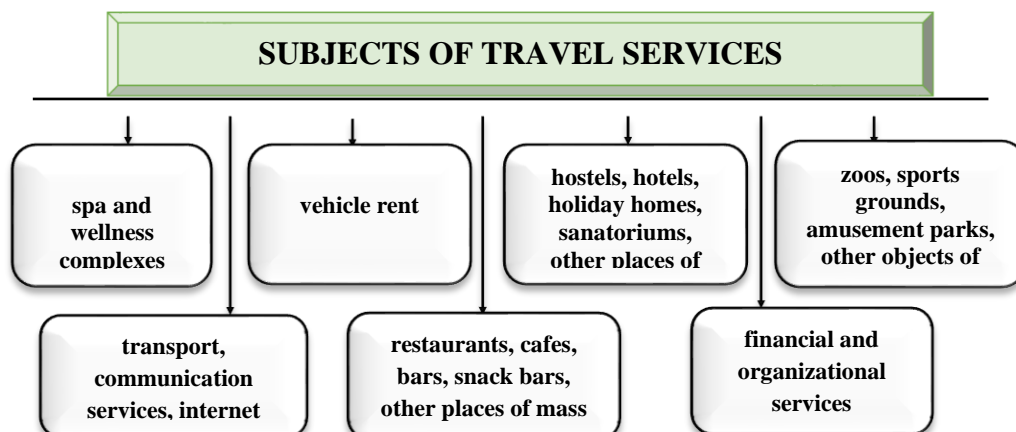 SUBJECTS OF TRAVEL SERVICES
spa and
wellness
complexes
vehicle rent
hostels, hotels,
holiday homes,
sanatoriums,
other places of
zoos, sports
grounds,
amusement parks,
other objects of
transport,
communication
services, internet
restaurants, cafes,
bars, snack bars,
other places of mass
financial and
organizational
services